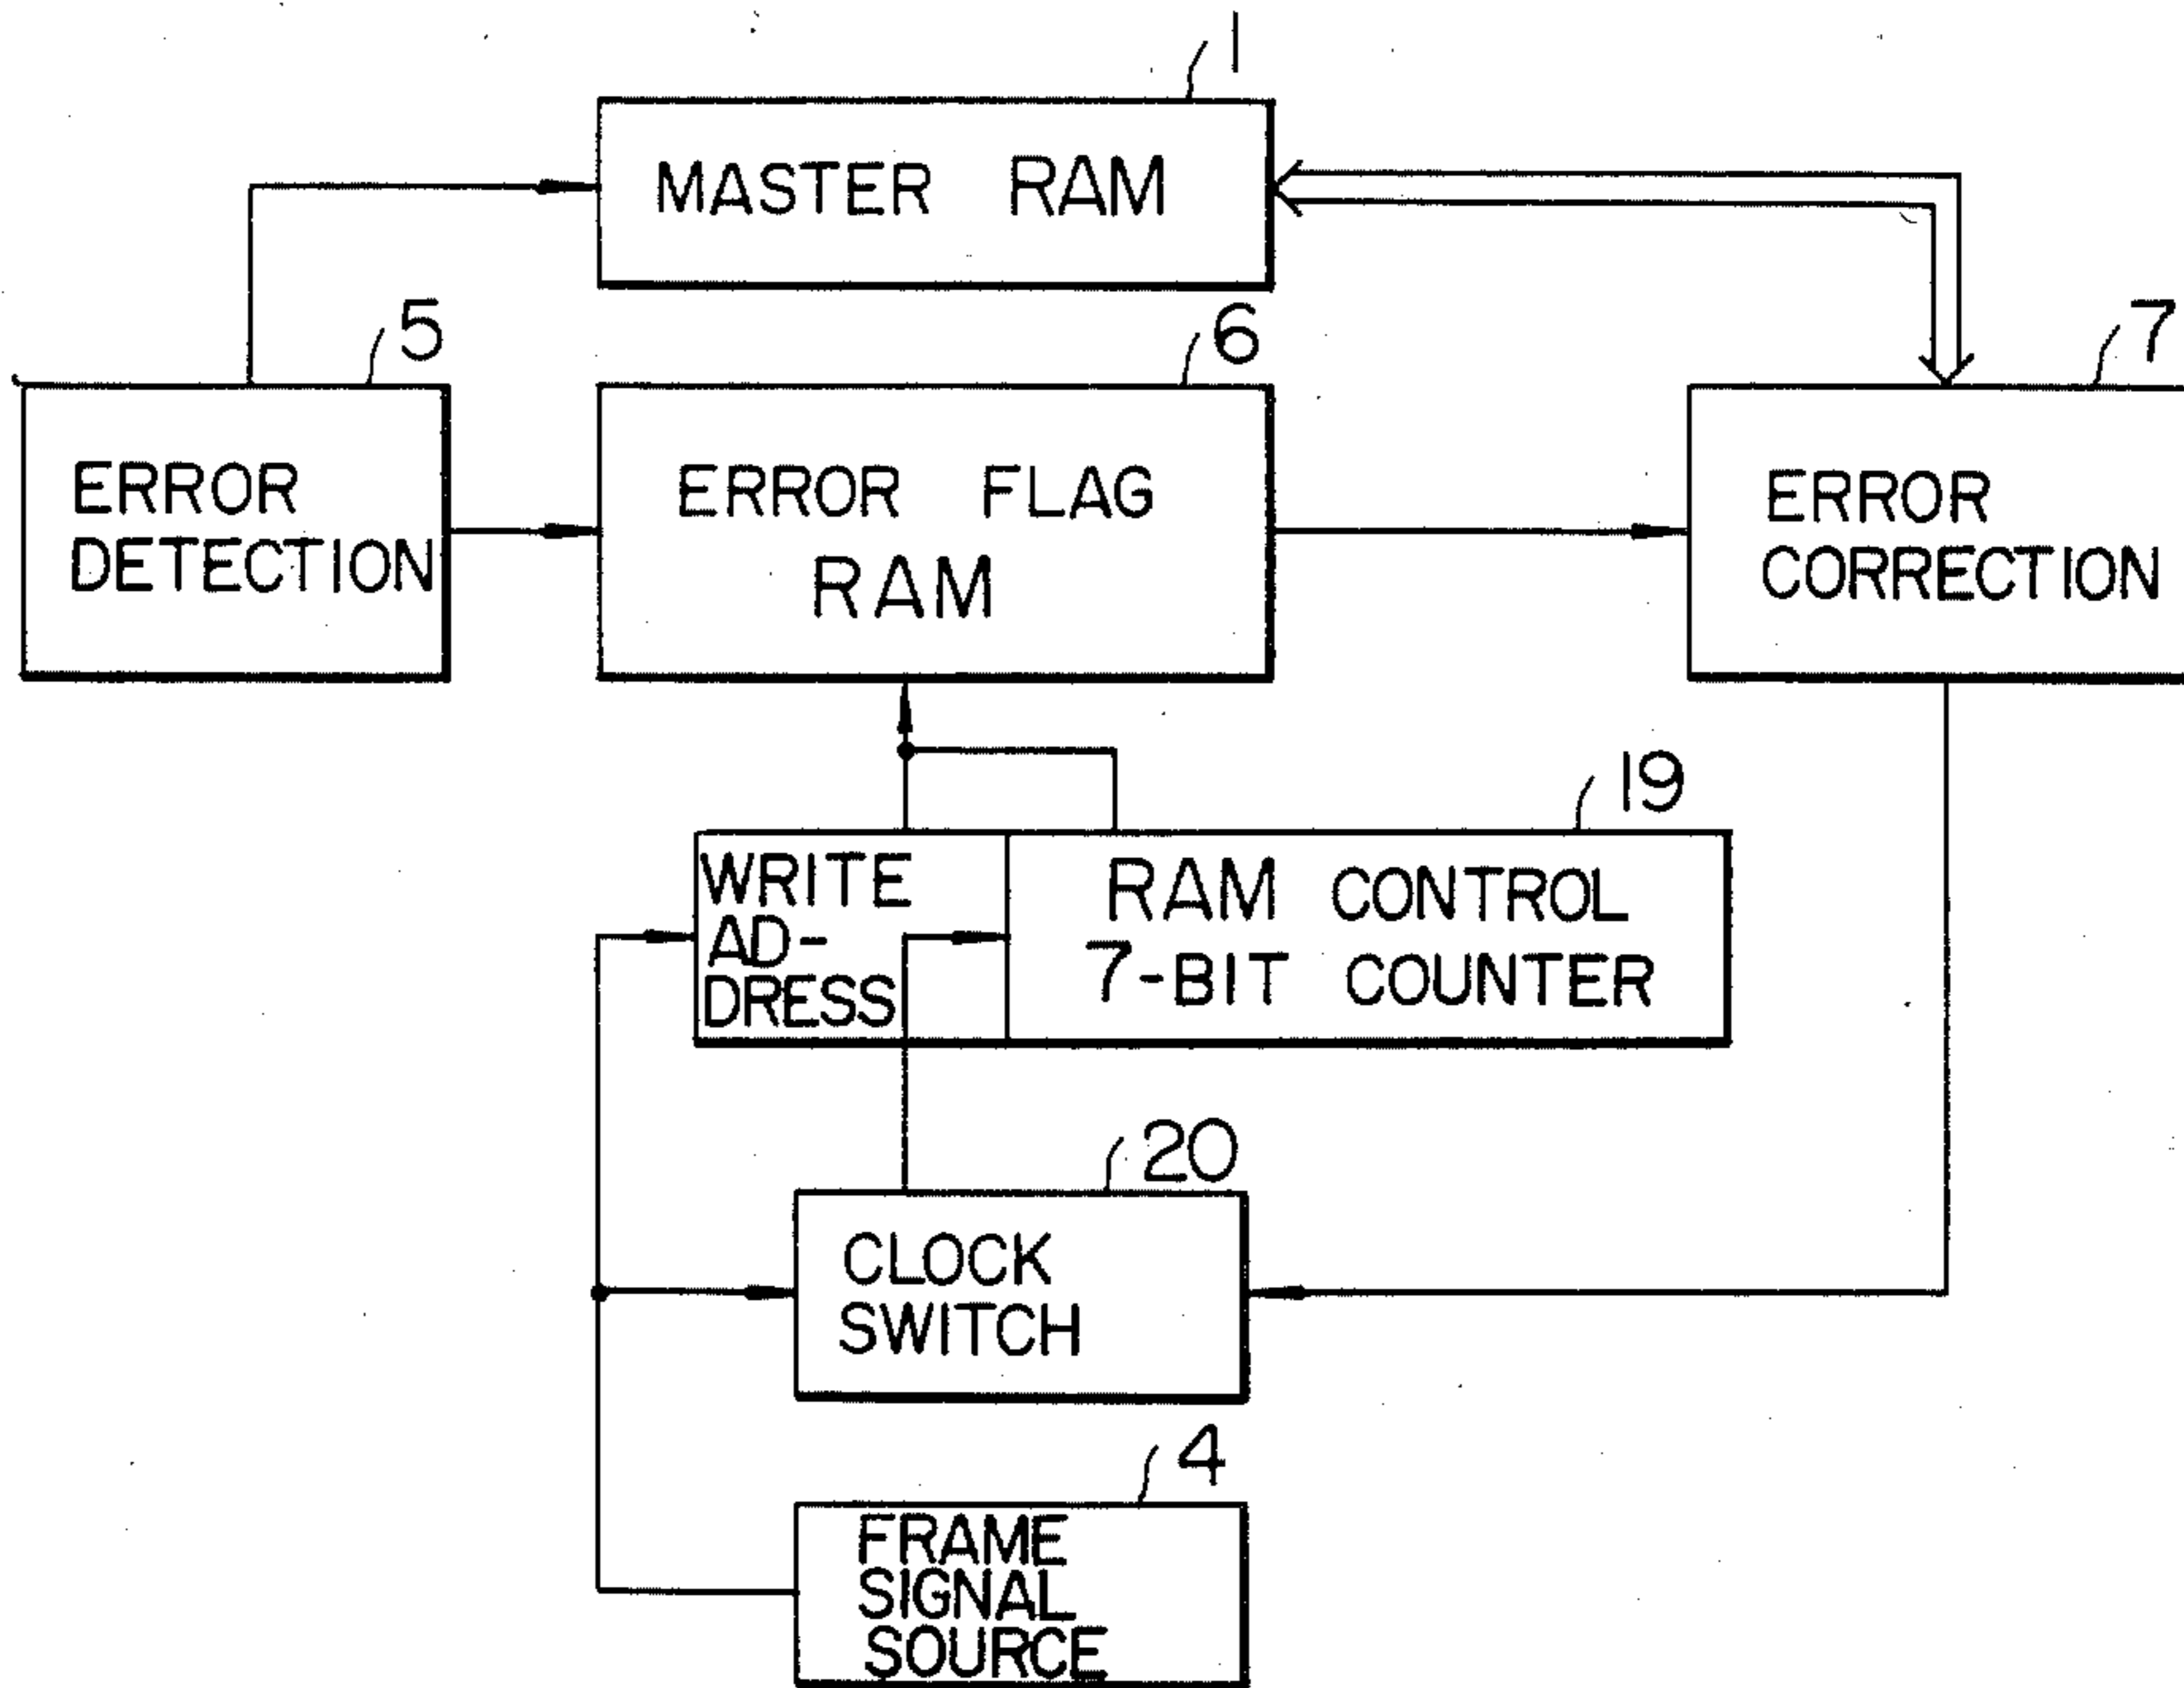 1
MASTER RAM
5
6
7
ERROR
DETECTION
ERROR FLAG
RAM
ERROR
CORRECTION
19
WRITE
AD-
DRESS
RAM CONTROL
7-BIT COUNTER
20
CLOCK
SWITCH
4
FRAME
SIGNAL
SOURCE